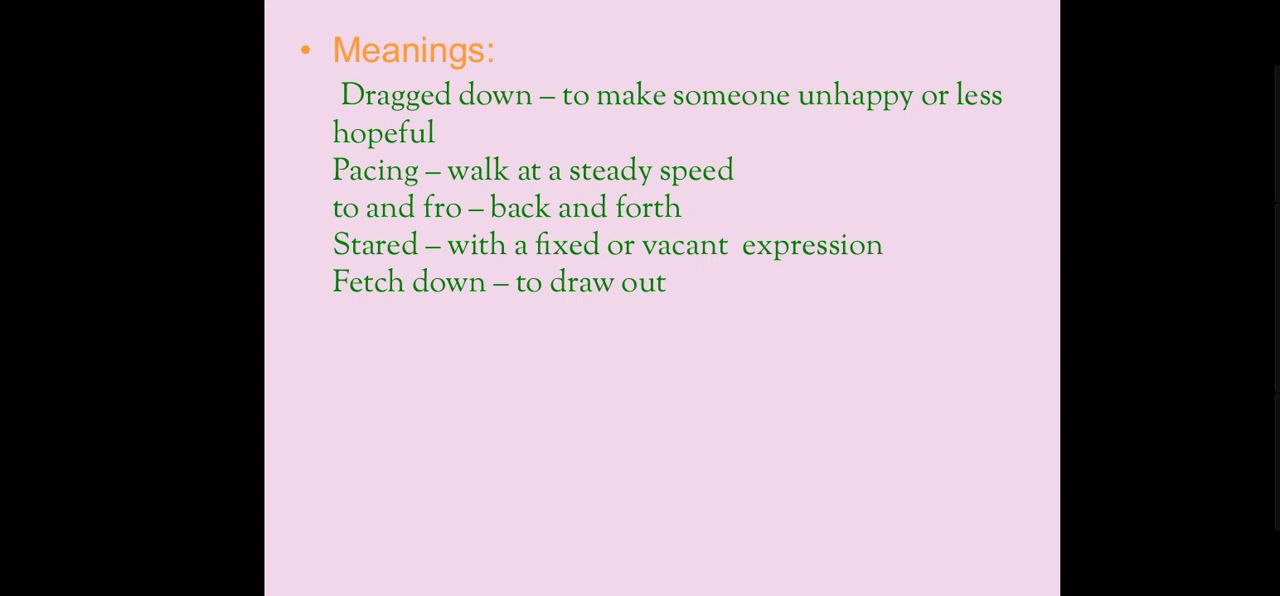 • Meanings:
Dragged down – to make someone unhappy or less
hopeful
Pacing – walk at a steady speed
to and fro – back and forth
Stared – with a fixed or vacant expression
Fetch down – to draw out